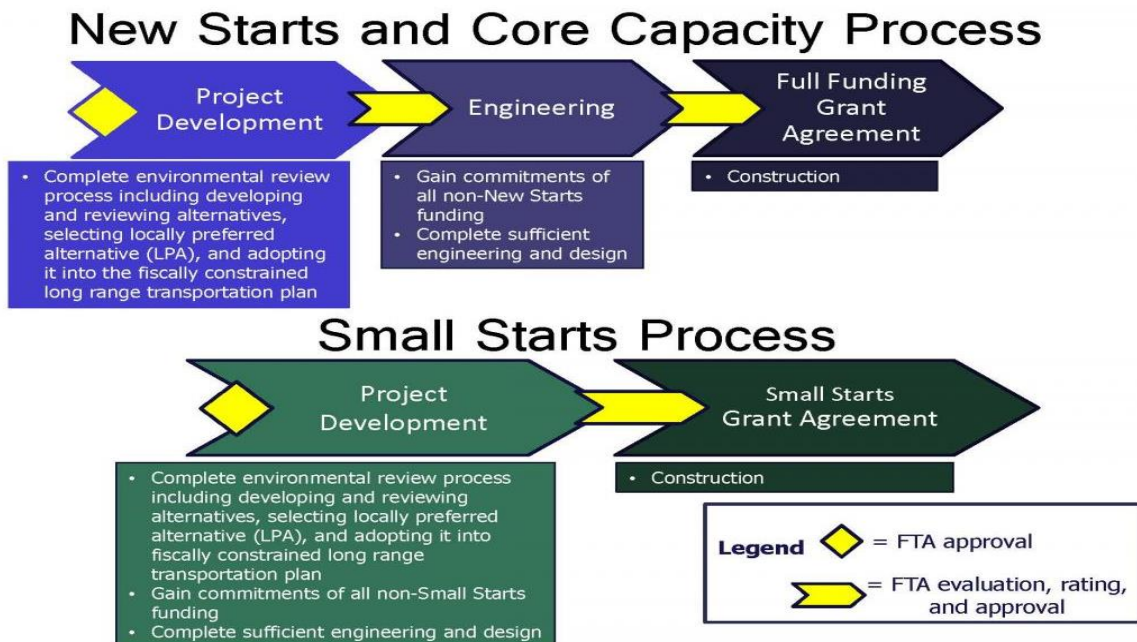 New Starts and Core Capacity Process
Project
Development
Engineering
Full Funding
Grant
Agreement
• Complete environmental review
process including developing
and reviewing alternatives,
selecting locally preferred
alternative (LPA), and adopting
it into the fiscally constrained
long range transportation plan
• Gain commitments of
all non-New Starts
funding
• Complete sufficient
engineering and design
• Construction
Small Starts Process
Project
Development
Small Starts
Grant Agreement
• Complete environmental review process
including developing and reviewing
alternatives, selecting locally preferred
alternative (LPA), and adopting it into
fiscally constrained long range
transportation plan
• Gain commitments of all non-Small Starts
funding
• Complete sufficient engineering and design
• Construction
Legend
= FTA approval
= FTA evaluation, rating,
and approval